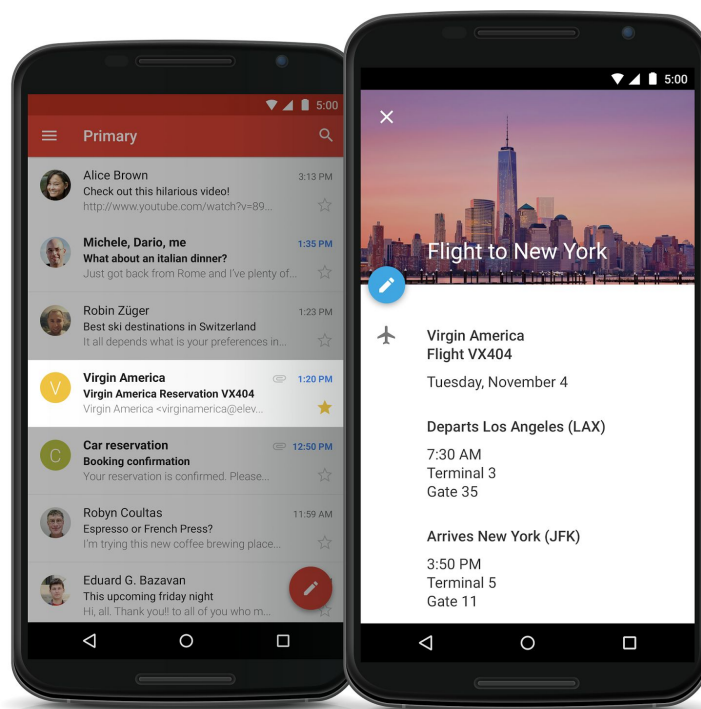 5:00
Primary
Alice Brown
3:13 PM
Check out this hilarious video!
http://www.youtube.com/watch?v=89...
Michele, Dario, me
1:35 PM
What about an italian dinner?
Just got back from Rome and I've plenty of...
Robin Züger
1:23 PM
Best ski destinations in Switzerland
It all depends what is your preferences in...
V
Virgin America
1:20 PM
Virgin America Reservation VX404
Virgin America <virginamerica@elev...
C
Car reservation
12:50 PM
Booking confirmation
Your reservation is confirmed. Please...
Robyn Coultas
11:59 AM
Espresso or French Press?
I'm trying this new coffee brewing place...
Eduard G. Bazavan
This upcoming friday night
Hi, all. Thank you!! to all of you who m...
5:00
Flight to New York
Virgin America
Flight VX404
Tuesday, November 4
Departs Los Angeles (LAX)
7:30 AM
Terminal 3
Gate 35
Arrives New York (JFK)
3:50 PM
Terminal 5
Gate 11